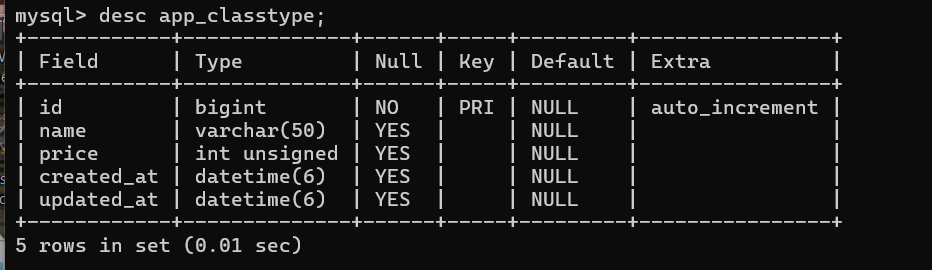 mysql> desc app_classtype;
+------------+--------------+------+-----+---------+----------------+
| Field      | Type         | Null | Key | Default | Extra          |
+------------+--------------+------+-----+---------+----------------+
| id         | bigint       | NO   | PRI | NULL    | auto_increment |
| name       | varchar(50)  | YES  |     | NULL    |                |
| price      | int unsigned | YES  |     | NULL    |                |
| created_at | datetime(6)  | YES  |     | NULL    |                |
| updated_at | datetime(6)  | YES  |     | NULL    |                |
+------------+--------------+------+-----+---------+----------------+
5 rows in set (0.01 sec)